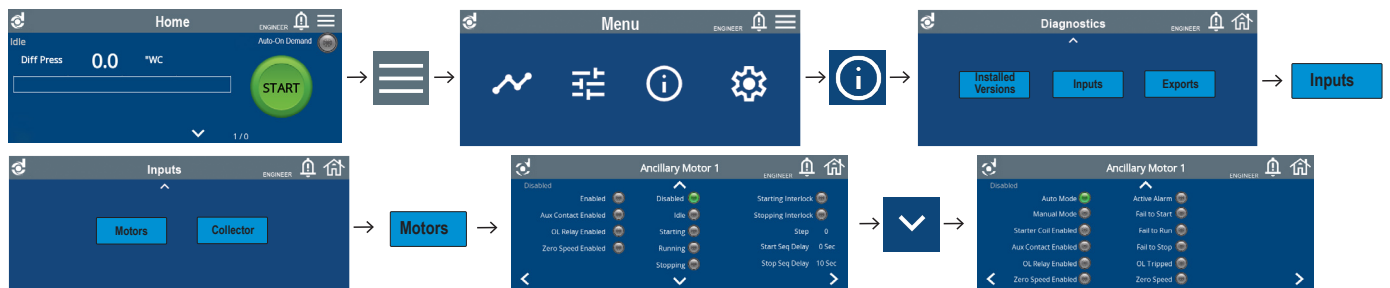 Home
ENGINEER
Idle
Auto-On Demand
Diff Press 0.0 "WC
START
1 / 0
Menu
ENGINEER
Diagnostics
ENGINEER
Installed
Versions
Inputs
Exports
Inputs
Inputs
ENGINEER
Motors
Collector
Motors
Ancillary Motor 1
ENGINEER
Disabled
Enabled Disabled Starting Interlock
Aux Contact Enabled Idle Stopping Interlock
OL Relay Enabled Starting Step 0
Zero Speed Enabled Running Start Seq Delay 0 Sec
Stopping Stop Seq Delay 10 Sec
Ancillary Motor 1
ENGINEER
Disabled
Auto Mode Active Alarm
Manual Mode Fail to Start
Starter Coil Enabled Fail to Run
Aux Contact Enabled Fail to Stop
OL Relay Enabled OL Tripped
Zero Speed Enabled Zero Speed